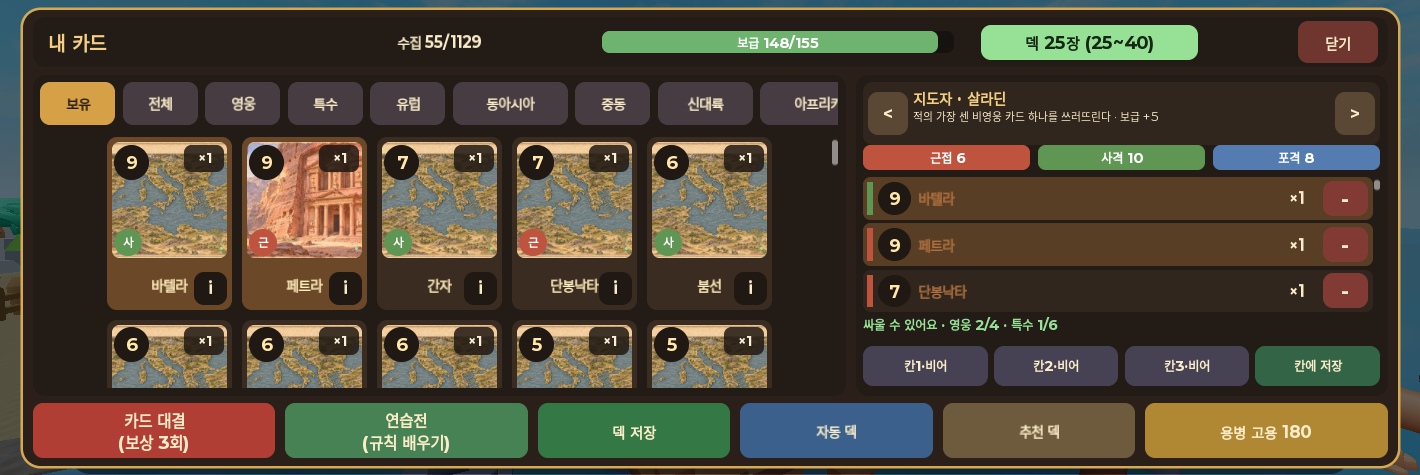 내 카드
수집 55/1129
보급 148/155
덱 25장 (25~40)
닫기
보유
전체
영웅
특수
유럽
동아시아
중동
신대륙
아프리카
9
×1
사
바텔라
i
9
×1
근
페트라
i
7
×1
사
간자
i
7
×1
근
단봉낙타
i
6
×1
사
붐선
i
6
×1
6
×1
6
×1
5
×1
5
×1
<
지도자 · 살라딘
적의 가장 센 비영웅 카드 하나를 쓰러뜨린다 · 보급 +5
>
근접 6
사격 10
포격 8
9
바텔라
×1
-
9
페트라
×1
-
7
단봉낙타
×1
-
싸울 수 있어요 · 영웅 2/4 · 특수 1/6
칸1·비어
칸2·비어
칸3·비어
칸에 저장
카드 대결
(보상 3회)
연습전
(규칙 배우기)
덱 저장
자동 덱
추천 덱
용병 고용 180